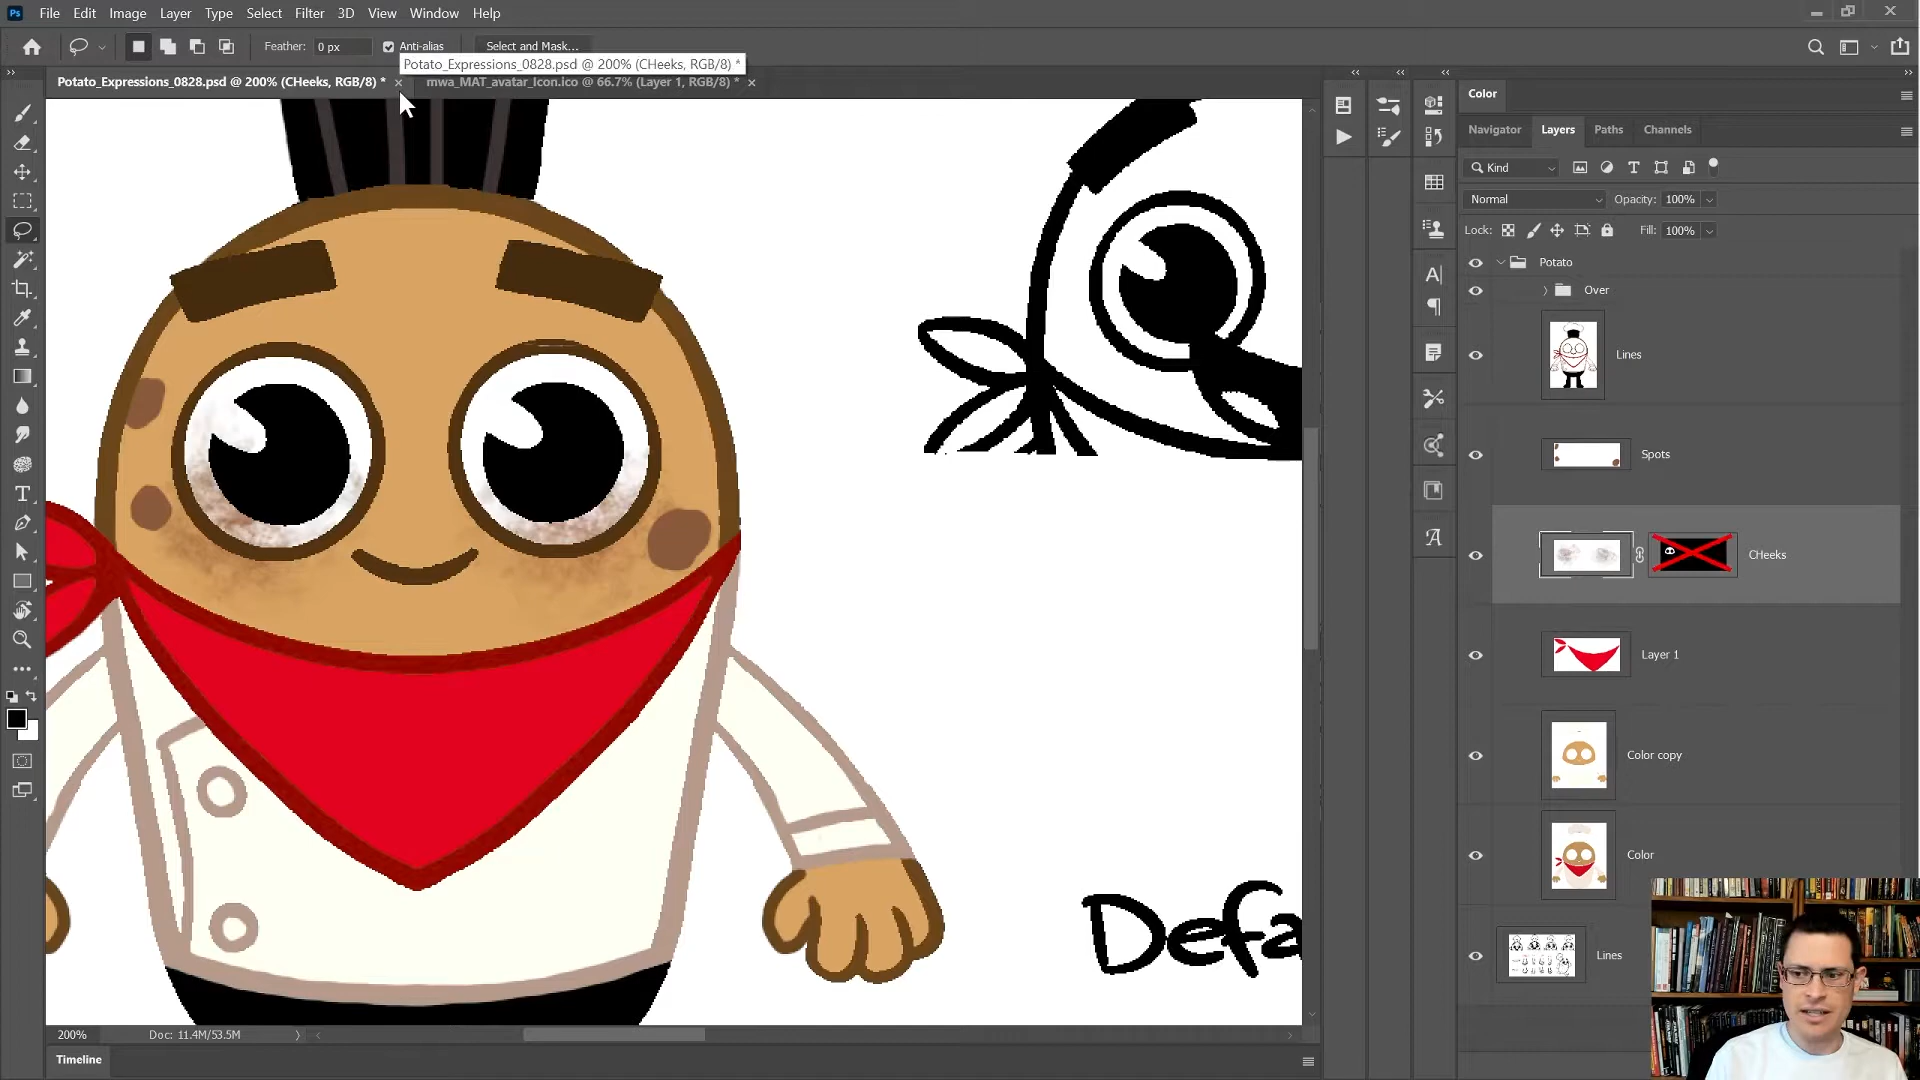 Ps File Edit Image Layer Type Select Filter 3D View Window Help
Feather: 0 px Anti-alias Select and Mask...
Potato_Expressions_0828.psd @ 200% (CHeeks, RGB/8) *
Potato_Expressions_0828.psd @ 200% (CHeeks, RGB/8) * × mwa_MAT_avatar_Icon.ico @ 66.7% (Layer 1, RGB/8) * ×
Color
Navigator Layers Paths Channels
Kind
Normal Opacity: 100%
Lock: Fill: 100%
Potato
Over
Lines
Spots
CHeeks
Layer 1
Color copy
Color
Lines
Defa
200% Doc: 11.4M/53.5M
Timeline